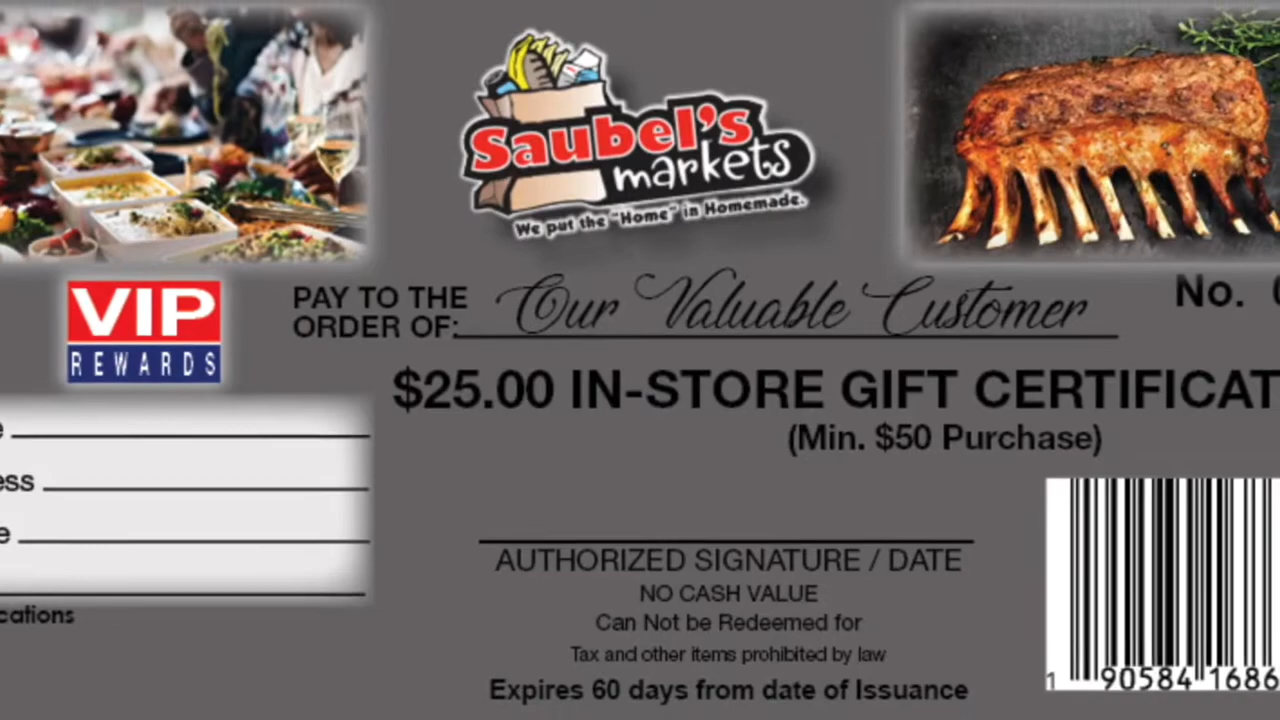 Saubel's
markets
We put the "Home" in Homemade.
VIP
REWARDS
PAY TO THE
ORDER OF:
Our Valuable Customer
No.
$25.00 IN-STORE GIFT CERTIFICAT
(Min. $50 Purchase)
ess
AUTHORIZED SIGNATURE / DATE
NO CASH VALUE
Can Not be Redeemed for
Tax and other items prohibited by law
Expires 60 days from date of Issuance
cations
1 90584 1686